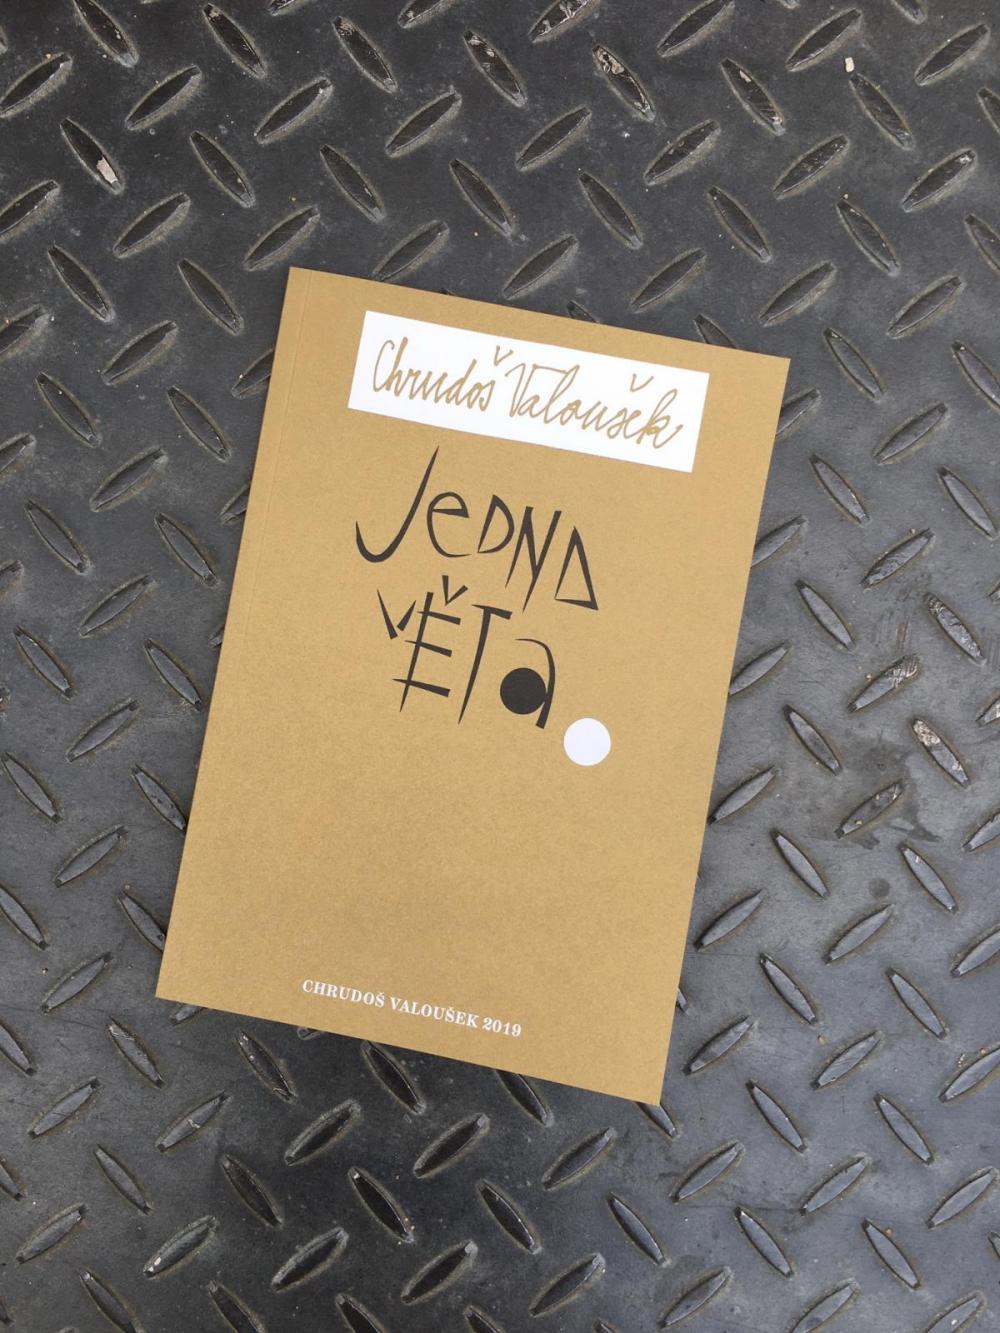 Chrudoš Valoušek
JeDNA
VĚTa.
CHRUDOŠ VALOUŠEK 2019